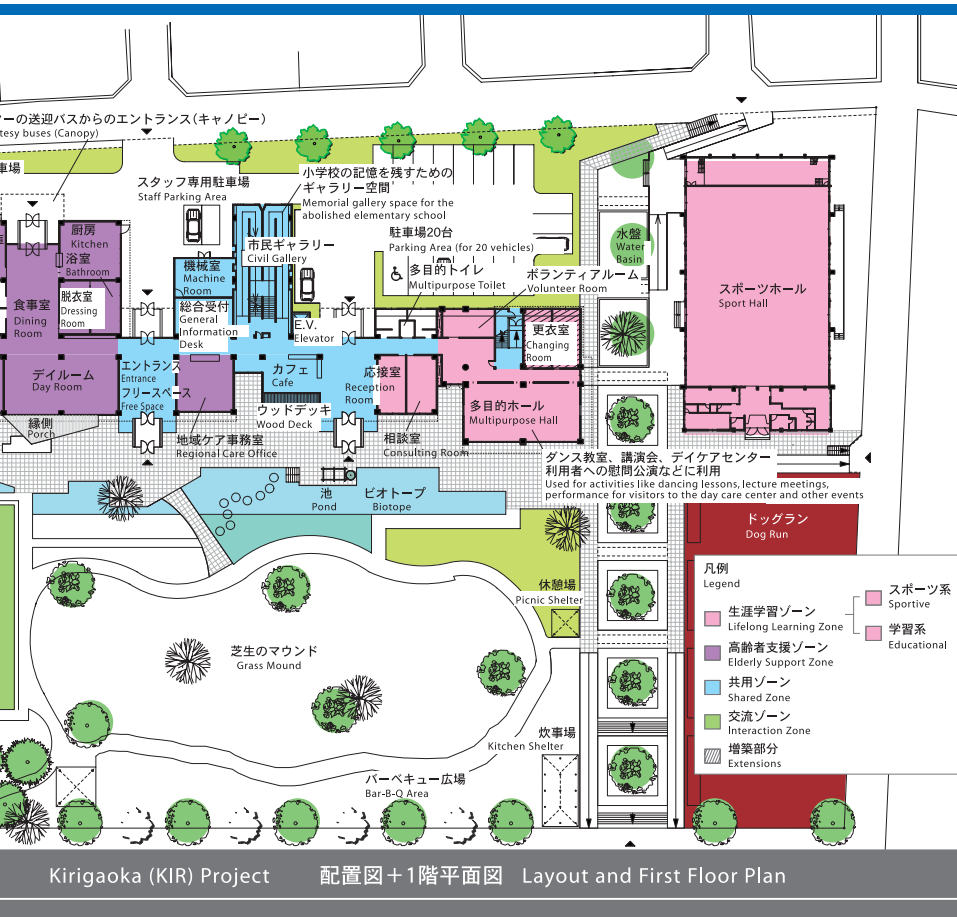 ーの送迎バスからのエントランス（キャノピー）
tesy buses (Canopy)
車場
スタッフ専用駐車場
Staff Parking Area
小学校の記憶を残すための
ギャラリー空間
Memorial gallery space for the
abolished elementary school
厨房
Kitchen
浴室
Bathroom
市民ギャラリー
Civil Gallery
駐車場20台
Parking Area (for 20 vehicles)
水盤
Water
Basin
機械室
Machine
Room
多目的トイレ
Multipurpose Toilet
ボランティアルーム
Volunteer Room
スポーツホール
Sport Hall
食事室
Dining
Room
脱衣室
Dressing
Room
総合受付
General
Information
Desk
E.V.
Elevator
更衣室
Changing
Room
デイルーム
Day Room
エントランス
Entrance
フリースペース
Free Space
カフェ
Cafe
応接室
Reception
Room
縁側
Porch
ウッドデッキ
Wood Deck
多目的ホール
Multipurpose Hall
地域ケア事務室
Regional Care Office
相談室
Consulting Room
ダンス教室、講演会、デイケアセンター
利用者への慰問公演などに利用
Used for activities like dancing lessons, lecture meetings,
performance for visitors to the day care center and other events
池
Pond
ビオトープ
Biotope
ドッグラン
Dog Run
休憩場
Picnic Shelter
芝生のマウンド
Grass Mound
凡例
Legend
生涯学習ゾーン
Lifelong Learning Zone
スポーツ系
Sportive
学習系
Educational
高齢者支援ゾーン
Elderly Support Zone
共用ゾーン
Shared Zone
交流ゾーン
Interaction Zone
増築部分
Extensions
炊事場
Kitchen Shelter
バーベキュー広場
Bar-B-Q Area
Kirigaoka (KIR) Project 配置図＋1階平面図 Layout and First Floor Plan